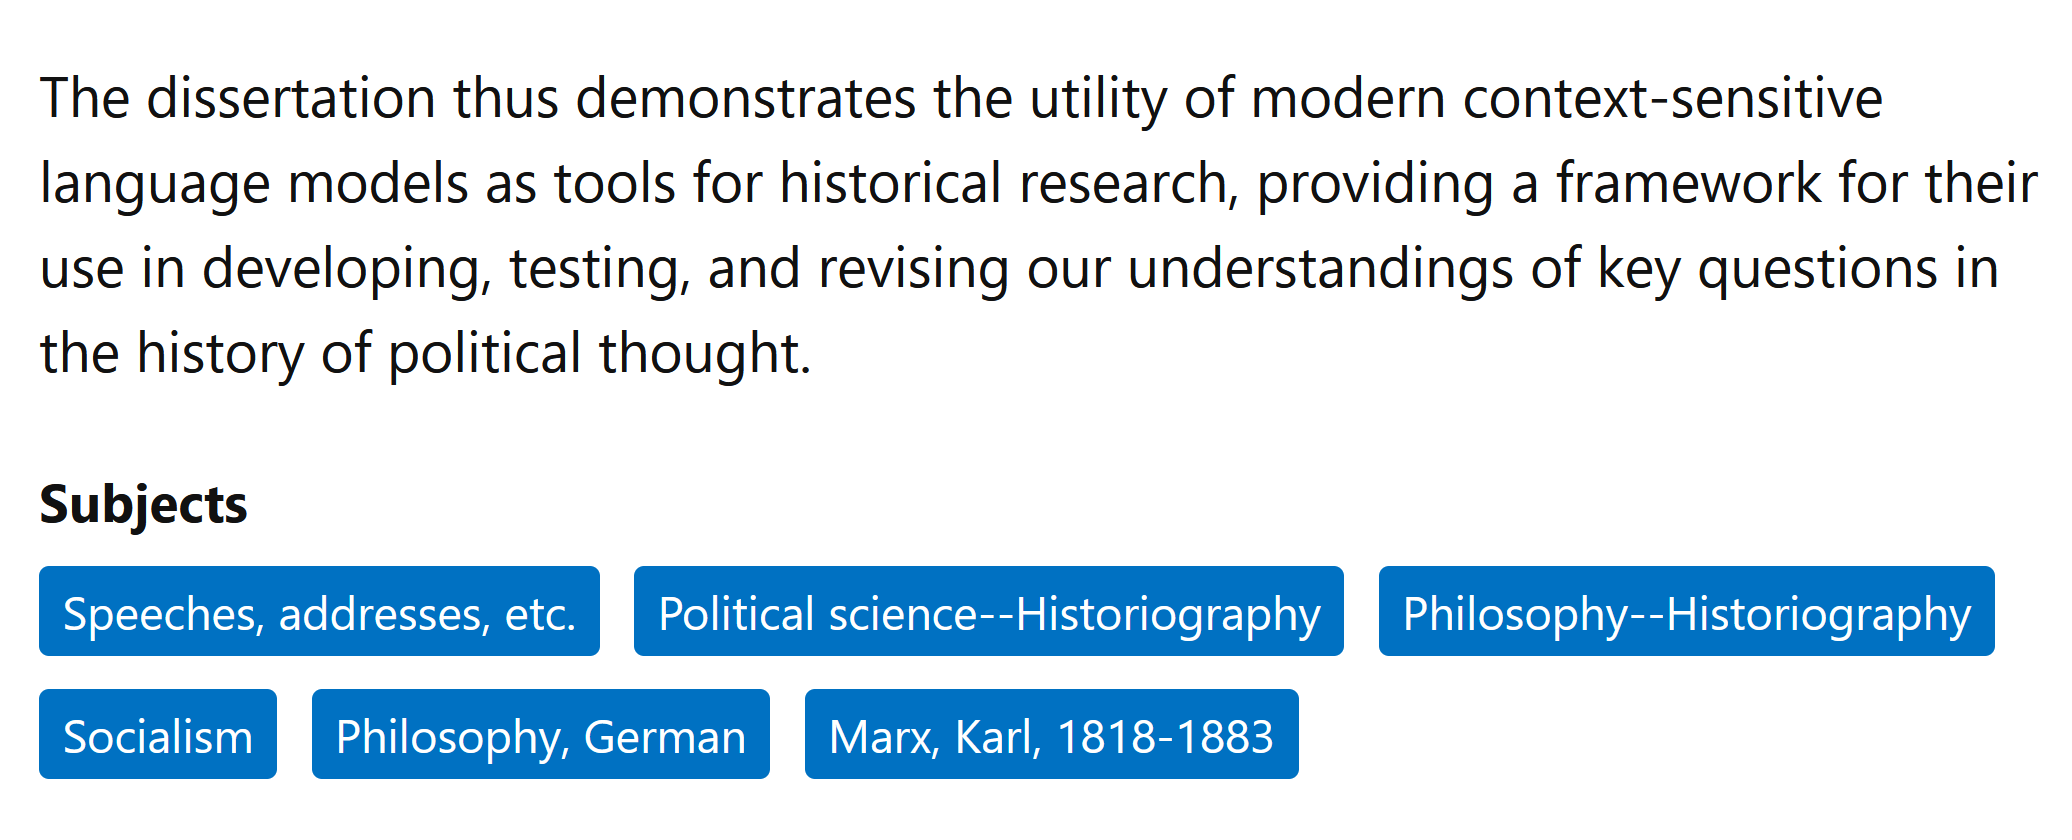 The dissertation thus demonstrates the utility of modern context-sensitive
language models as tools for historical research, providing a framework for their
use in developing, testing, and revising our understandings of key questions in
the history of political thought.
Subjects
Speeches, addresses, etc. Political science--Historiography Philosophy--Historiography
Socialism Philosophy, German Marx, Karl, 1818-1883